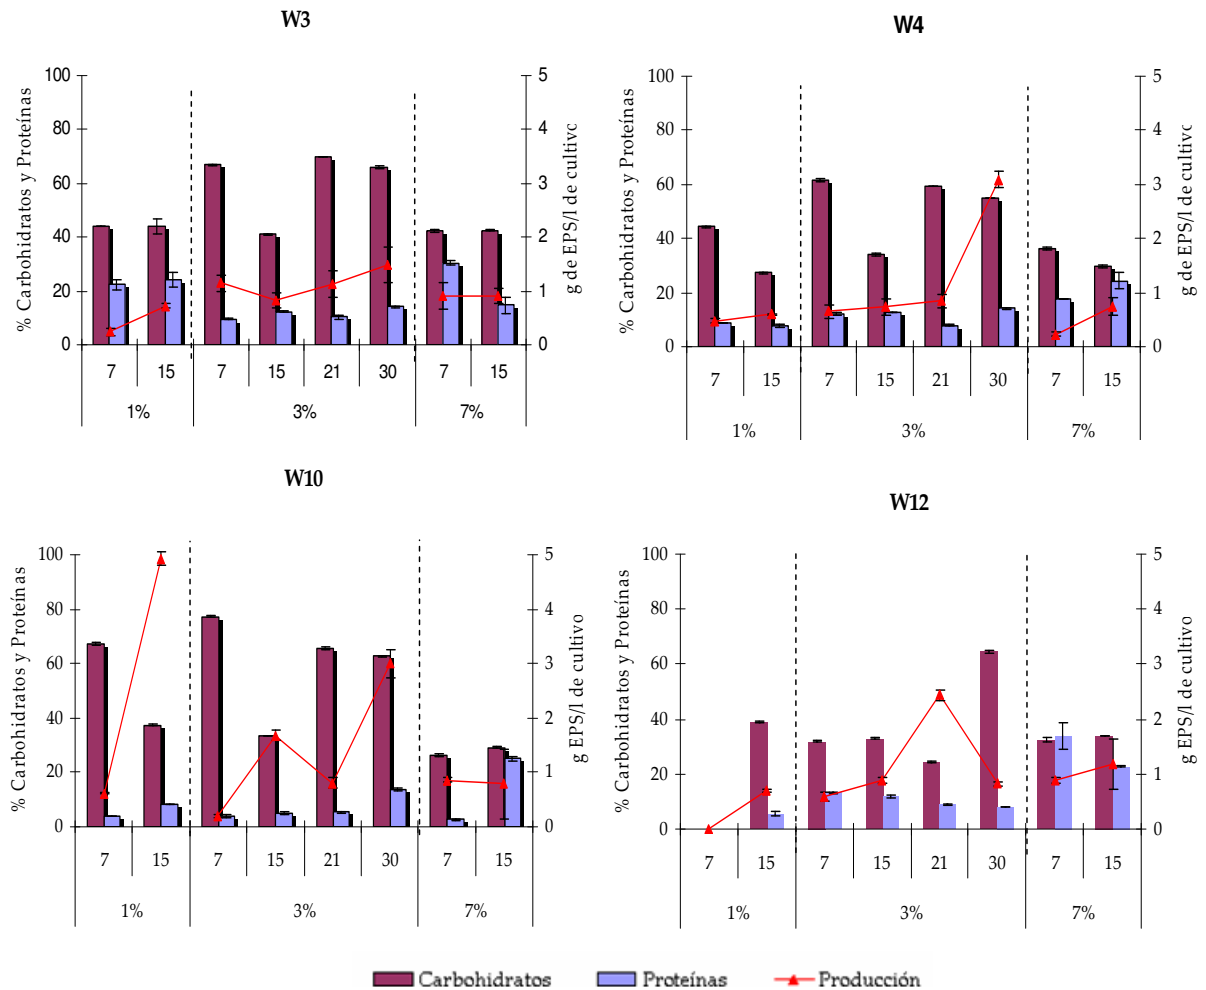 W3
% Carbohidratos y Proteínas
100
80
60
40
20
0
5
4
3
2
1
0
g de EPS/l de cultivo
7 15 7 15 21 30 7 15
1% 3% 7%
W4
% Carbohidratos y Proteínas
100
80
60
40
20
0
5
4
3
2
1
0
g de EPS/l de cultivo
7 15 7 15 21 30 7 15
1% 3% 7%
W10
% Carbohidratos y Proteínas
100
80
60
40
20
0
5
4
3
2
1
0
g EPS/l de cultivo
7 15 7 15 21 30 7 15
1% 3% 7%
W12
% Carbohidratos y Proteínas
100
80
60
40
20
0
5
4
3
2
1
0
g EPS/l de cultivo
7 15 7 15 21 30 7 15
1% 3% 7%
Carbohidratos Proteínas Producción